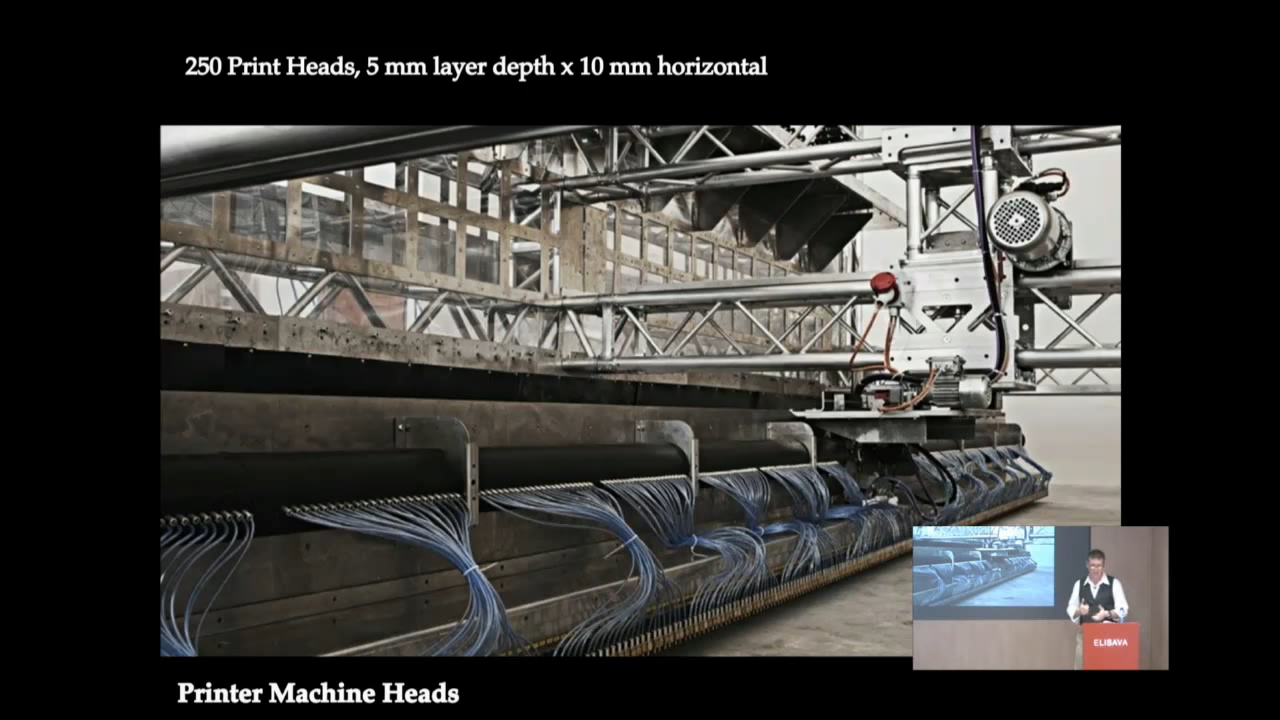 250 Print Heads, 5 mm layer depth x 10 mm horizontal
ELISAVA
Printer Machine Heads